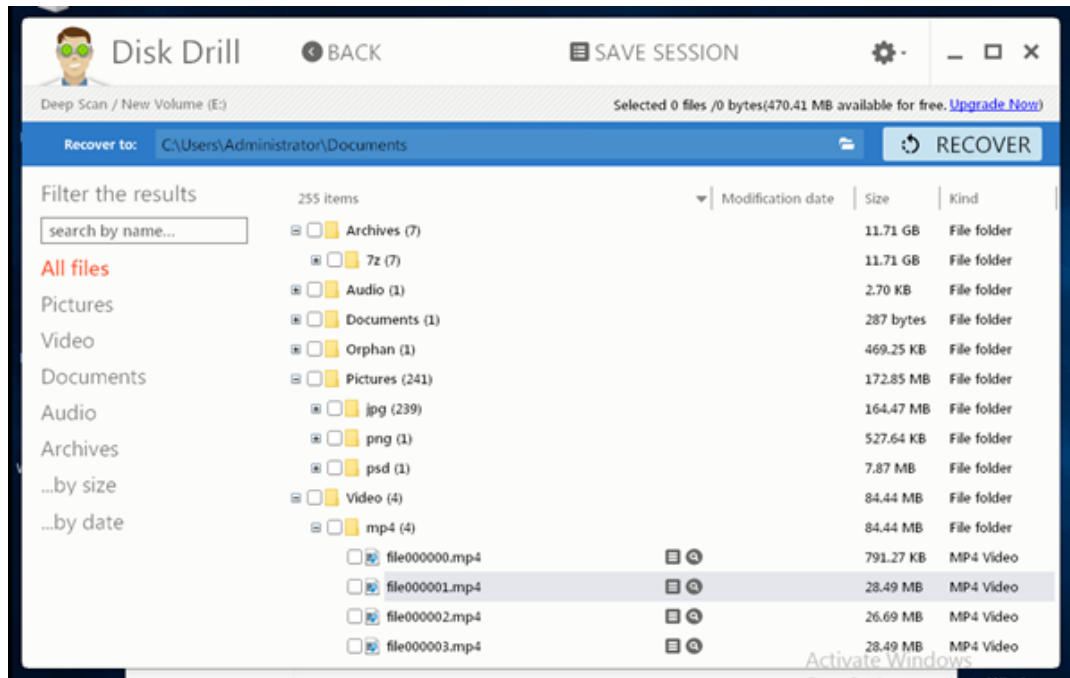 Disk Drill BACK SAVE SESSION
Deep Scan / New Volume (E:) Selected 0 files /0 bytes(470.41 MB available for free. Upgrade Now)
Recover to: C:\Users\Administrator\Documents RECOVER
Filter the results 255 items Modification date Size Kind
search by name... Archives (7) 11.71 GB File folder
All files 7z (7) 11.71 GB File folder
Pictures Audio (1) 2.70 KB File folder
Documents (1) 287 bytes File folder
Video Orphan (1) 469.25 KB File folder
Documents Pictures (241) 172.85 MB File folder
Audio jpg (239) 164.47 MB File folder
Archives png (1) 527.64 KB File folder
psd (1) 7.87 MB File folder
...by size Video (4) 84.44 MB File folder
...by date mp4 (4) 84.44 MB File folder
file000000.mp4 791.27 KB MP4 Video
file000001.mp4 28.49 MB MP4 Video
file000002.mp4 26.69 MB MP4 Video
file000003.mp4 28.49 MB MP4 Video
Activate Windows